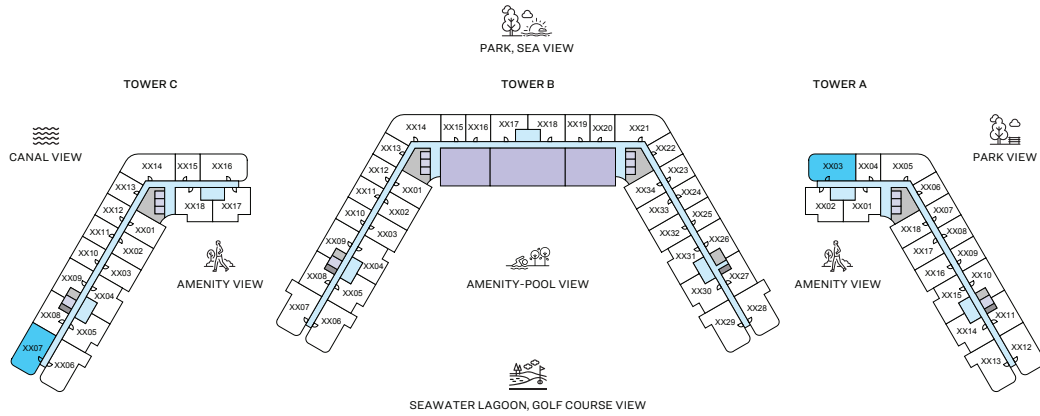 PARK, SEA VIEW
TOWER C
TOWER B
TOWER A
CANAL VIEW
PARK VIEW
XX14
XX15
XX16
XX13
XX12
XX11
XX10
XX09
XX08
XX07
XX06
XX05
XX04
XX03
XX02
XX01
XX18
XX17
AMENITY VIEW
XX14
XX15
XX16
XX17
XX18
XX19
XX20
XX21
XX13
XX12
XX11
XX10
XX09
XX08
XX07
XX06
XX05
XX04
XX03
XX02
XX01
XX22
XX23
XX24
XX25
XX26
XX27
XX28
XX29
XX30
XX31
XX32
XX33
XX34
AMENITY-POOL VIEW
XX03
XX04
XX05
XX02
XX01
XX06
XX07
XX08
XX09
XX10
XX11
XX12
XX13
XX14
XX15
XX16
XX17
XX18
AMENITY VIEW
SEAWATER LAGOON, GOLF COURSE VIEW